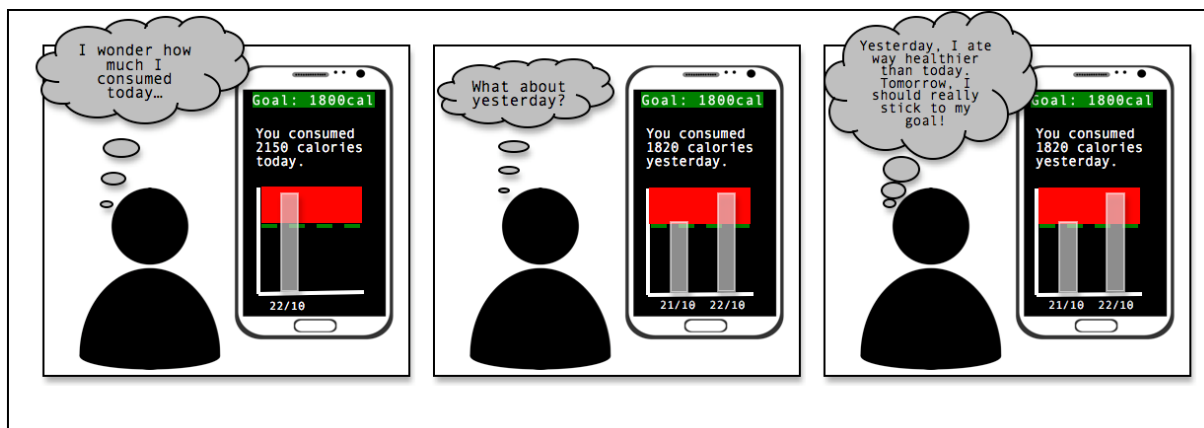 I wonder how
much I
consumed
today…
Goal: 1800cal
You consumed
2150 calories
today.
22/10
What about
yesterday?
Goal: 1800cal
You consumed
1820 calories
yesterday.
21/10 22/10
Yesterday, I ate
way healthier
than today.
Tomorrow, I
should really
stick to my
goal!
Goal: 1800cal
You consumed
1820 calories
yesterday.
21/10 22/10